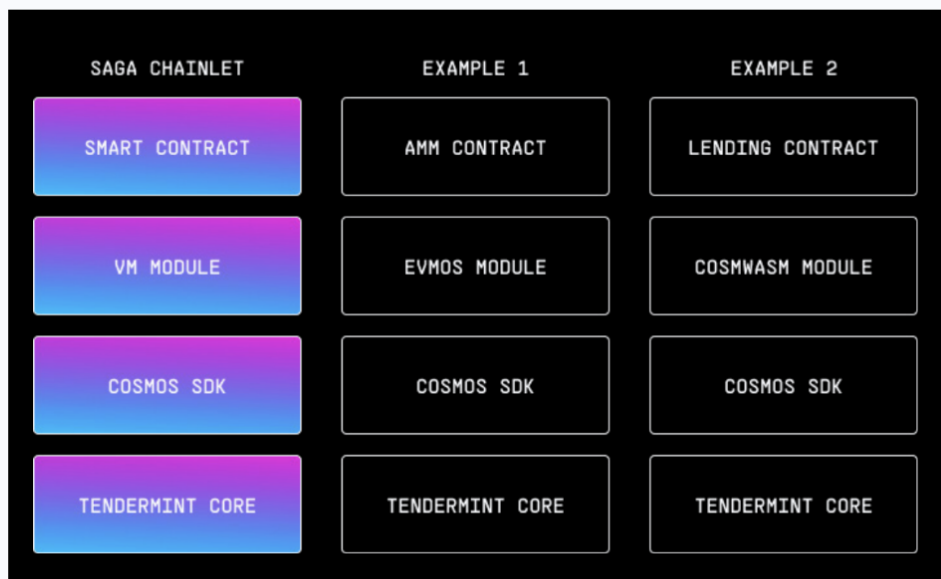 SAGA CHAINLET EXAMPLE 1 EXAMPLE 2
SMART CONTRACT AMM CONTRACT LENDING CONTRACT
VM MODULE EVMOS MODULE COSMWASM MODULE
COSMOS SDK COSMOS SDK COSMOS SDK
TENDERMINT CORE TENDERMINT CORE TENDERMINT CORE